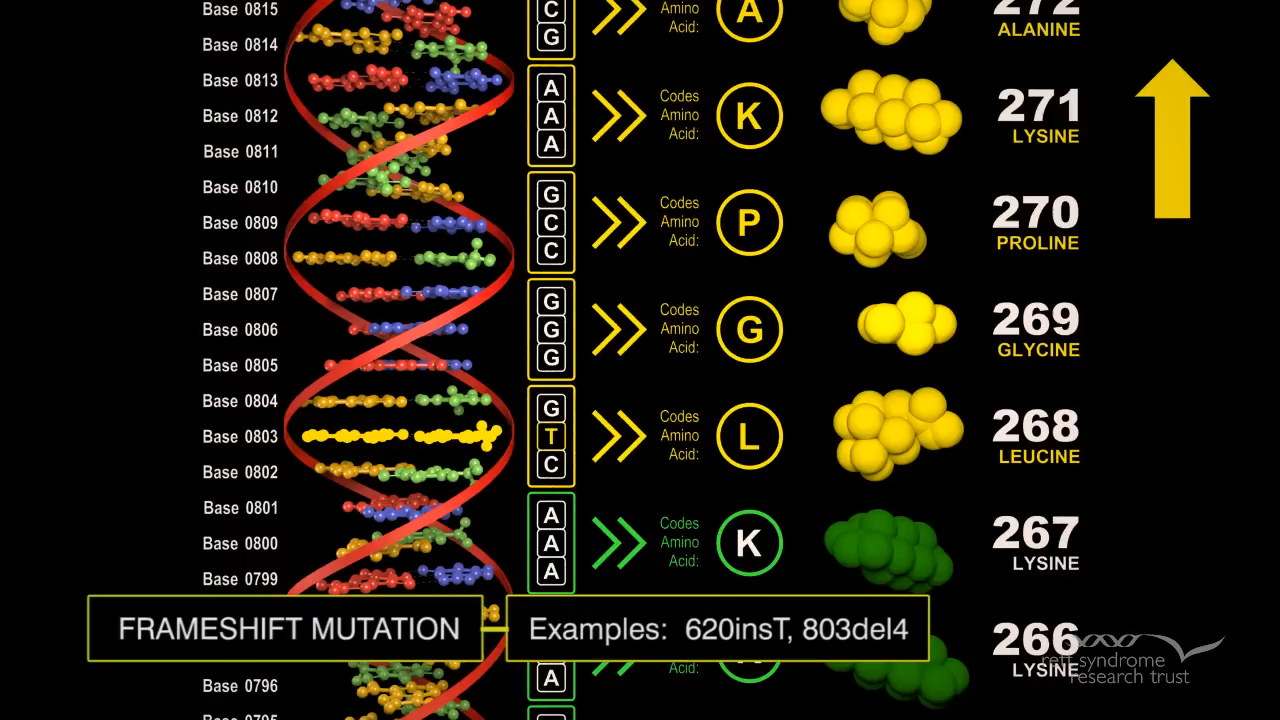 Base 0815
Base 0814
Base 0813
Base 0812
Base 0811
Base 0810
Base 0809
Base 0808
Base 0807
Base 0806
Base 0805
Base 0804
Base 0803
Base 0802
Base 0801
Base 0800
Base 0799
Base 0796
C
G
Amino
Acid:
A
ALANINE
A
A
A
Codes
Amino
Acid:
K
271
LYSINE
G
C
C
Codes
Amino
Acid:
P
270
PROLINE
G
G
G
Codes
Amino
Acid:
G
269
GLYCINE
G
T
C
Codes
Amino
Acid:
L
268
LEUCINE
A
A
A
Codes
Amino
Acid:
K
267
LYSINE
FRAMESHIFT MUTATION
Examples: 620insT, 803del4
A
Acid:
266
LYSINE
rett syndrome
research trust